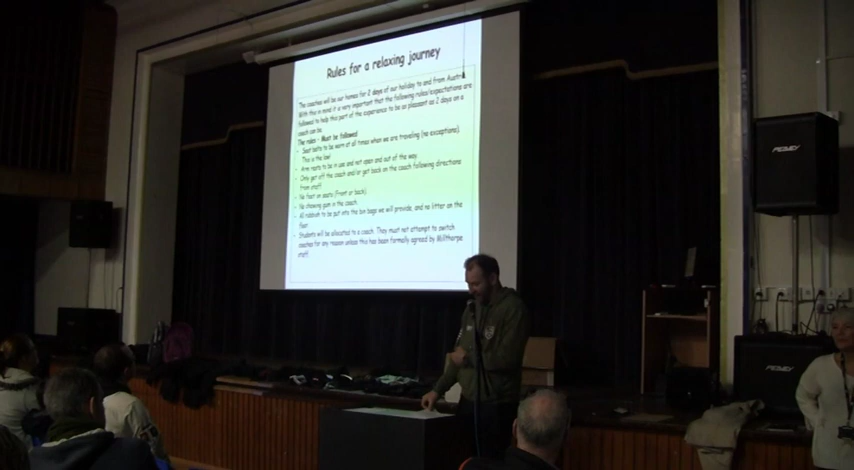 Rules for a relaxing journey
The coaches will be our homes for 2 days of our holiday to and from Austria.
With this in mind it is very important that the following rules/expectations are
followed to help this part of the experience to be as pleasant as 2 days on a
coach can be.
The rules - Must be followed
• Seat belts to be worn at all times when we are traveling (no exceptions).
This is the law!
• Arm rests to be in use and not open and out of the way.
• Only get off the coach and/or get back on the coach following directions
from staff.
• No feet on seats (front or back).
• No chewing gum in the coach.
• All rubbish to be put into the bin bags we will provide, and no litter on the
floor.
• Students will be allocated to a coach. They must not attempt to switch
coaches for any reason unless this has been formally agreed by Millthorpe
staff.
PEAVEY
PEAVEY